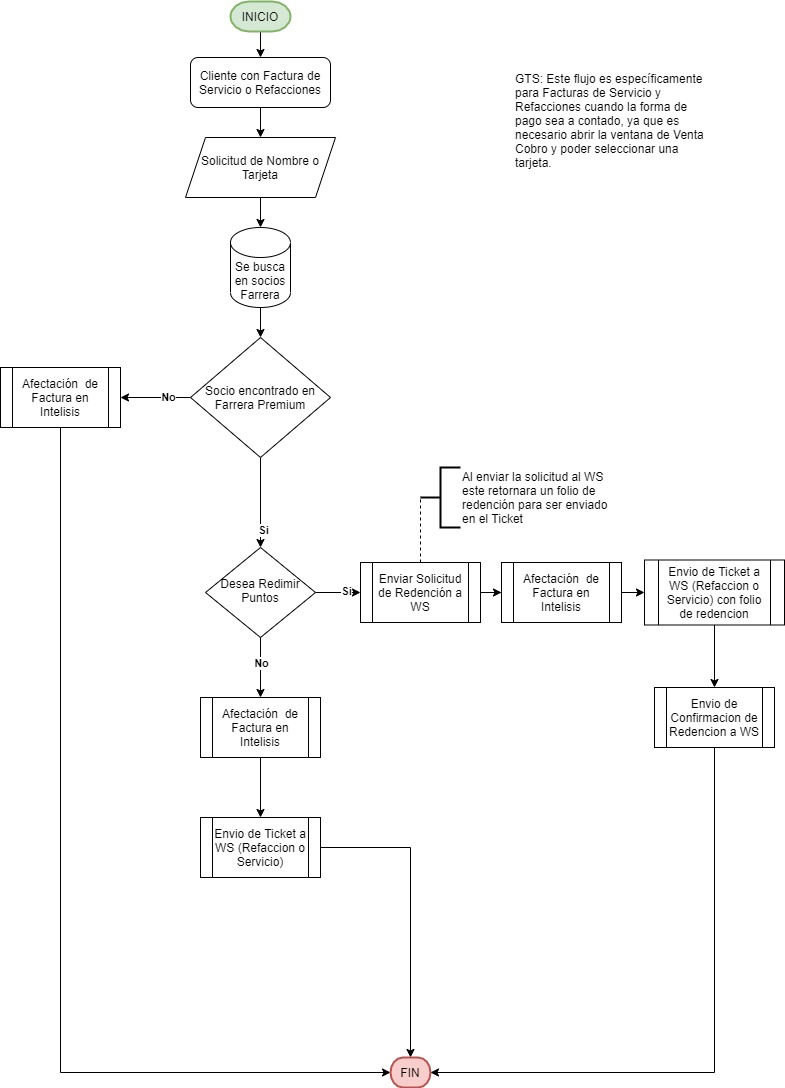 INICIO
Cliente con Factura de
Servicio o Refacciones
GTS: Este flujo es específicamente
para Facturas de Servicio y
Refacciones cuando la forma de
pago sea a contado, ya que es
necesario abrir la ventana de Venta
Cobro y poder seleccionar una
tarjeta.
Solicitud de Nombre o
Tarjeta
Se busca
en socios
Farrera
Socio encontrado en
Farrera Premium
No
Afectación de
Factura en
Intelisis
Si
Al enviar la solicitud al WS
este retornara un folio de
redención para ser enviado
en el Ticket
Desea Redimir
Puntos
Si
Enviar Solicitud
de Redención a
WS
Afectación de
Factura en
Intelisis
Envio de Ticket a
WS (Refaccion o
Servicio) con folio
de redencion
No
Afectación de
Factura en
Intelisis
Envio de
Confirmacion de
Redencion a WS
Envio de Ticket a
WS (Refaccion o
Servicio)
FIN